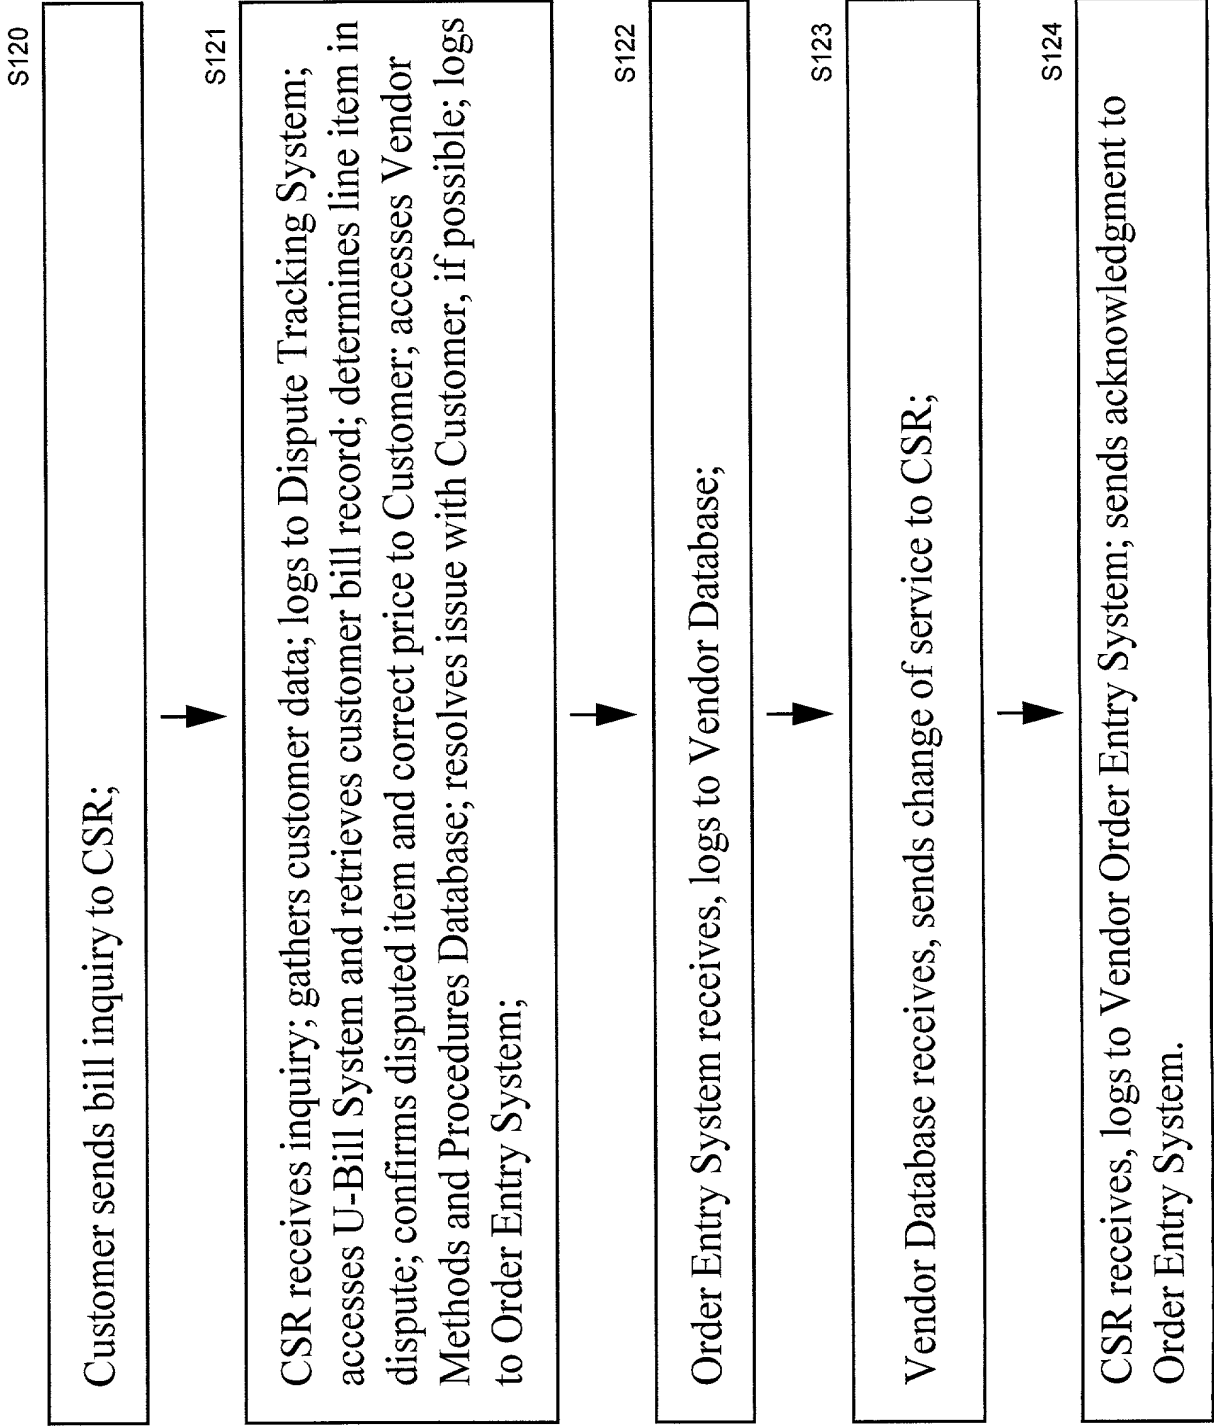 S120
Customer sends bill inquiry to CSR;
S121
CSR receives inquiry; gathers customer data; logs to Dispute Tracking System;
accesses U-Bill System and retrieves customer bill record; determines line item in
dispute; confirms disputed item and correct price to Customer; accesses Vendor
Methods and Procedures Database; resolves issue with Customer, if possible; logs
to Order Entry System;
S122
Order Entry System receives, logs to Vendor Database;
S123
Vendor Database receives, sends change of service to CSR;
S124
CSR receives, logs to Vendor Order Entry System; sends acknowledgment to
Order Entry System.